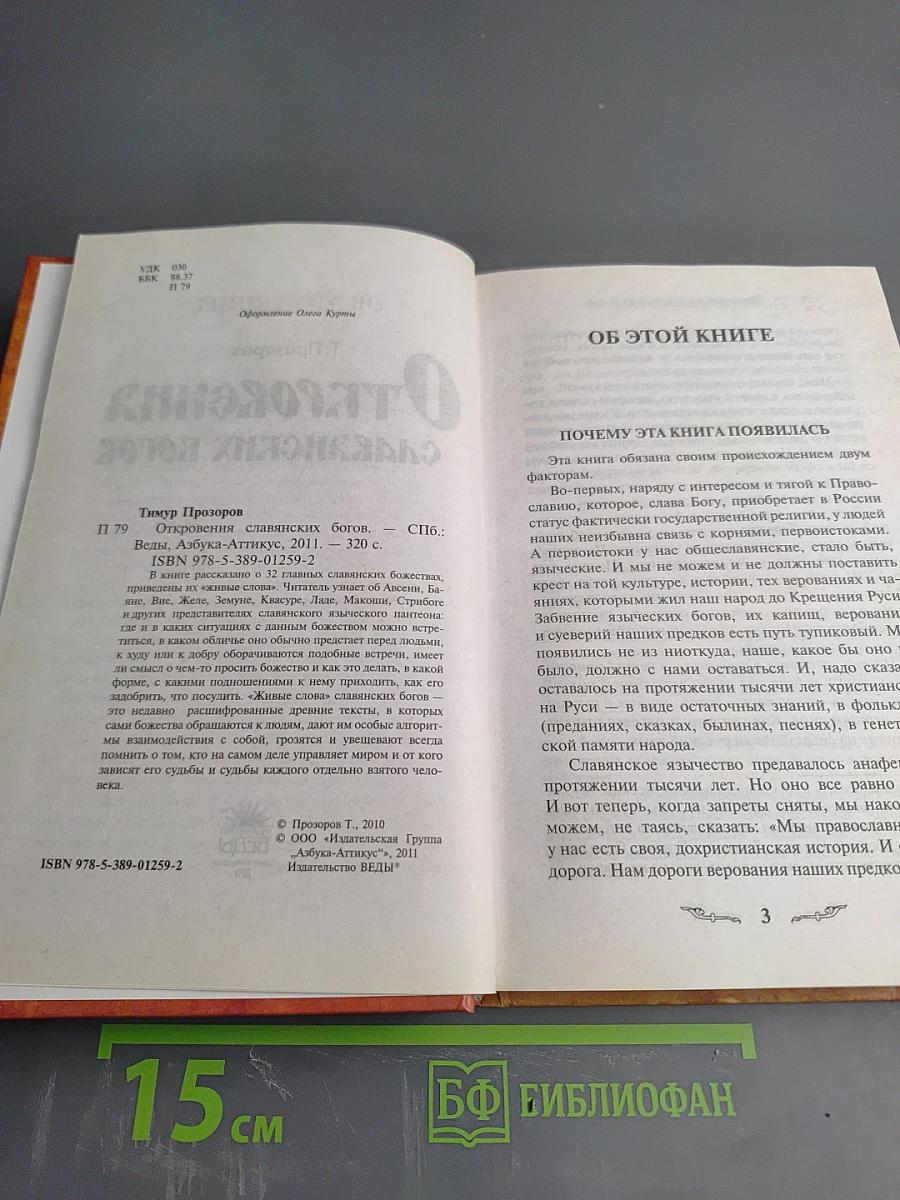 УДК 030
ББК 88.37
П 79
Оформление Олега Курты
Тимур Прозоров
П 79 Откровения славянских богов. — СПб.:
Веды, Азбука-Аттикус, 2011. — 320 с.
ISBN 978-5-389-01259-2
В книге рассказано о 32 главных славянских божествах,
приведены их «живые слова». Читатель узнает об Авсени, Ба-
яне, Вие, Желе, Земуне, Квасуре, Ладе, Макоши, Стрибоге
и других представителях славянского языческого пантеона:
где и в каких ситуациях с данным божеством можно встре-
титься, в каком обличье оно обычно предстает перед людьми,
к худу или к добру оборачиваются подобные встречи, имеет
ли смысл о чем-то просить божество и как это делать, в какой
форме, с какими подношениями к нему приходить, как его
задобрить, что посулить. «Живые слова» славянских богов —
это недавно расшифрованные древние тексты, в которых
сами божества обращаются к людям, дают им особые алгорит-
мы взаимодействия с собой, грозятся и увещевают всегда
помнить о том, кто на самом деле управляет миром и от кого
зависят его судьбы и судьбы каждого отдельно взятого чело-
века.
© Прозоров Т., 2010
© ООО «Издательская Группа
„Азбука-Аттикус“», 2011
Издательство ВЕДЫ®
ISBN 978-5-389-01259-2
ОБ ЭТОЙ КНИГЕ
ПОЧЕМУ ЭТА КНИГА ПОЯВИЛАСЬ
Эта книга обязана своим происхождением двум
факторам.
Во-первых, наряду с интересом и тягой к Право-
славию, которое, слава Богу, приобретает в России
статус фактически государственной религии, у людей
наших неизбывна связь с корнями, первоистоками.
А первоистоки у нас общеславянские, стало быть,
языческие. И мы не можем и не должны поставить
крест на той культуре, истории, тех верованиях и ча-
яниях, которыми жил наш народ до Крещения Руси
Забвение языческих богов, их капищ, веровани
и суеверий наших предков есть путь тупиковый. М
появились не из ниоткуда, наше, какое бы оно
было, должно с нами оставаться. И, надо сказа
оставалось на протяжении тысячи лет христианс
на Руси — в виде остаточных знаний, в фолькл
(преданиях, сказках, былинах, песнях), в генет
ской памяти народа.
Славянское язычество предавалось анафем
протяжении тысячи лет. Но оно все равно
И вот теперь, когда запреты сняты, мы нако
можем, не таясь, сказать: «Мы православн
у нас есть своя, дохристианская история. И
дорога. Нам дороги верования наших предко
3
15 см
БФ БИБЛИОФАН